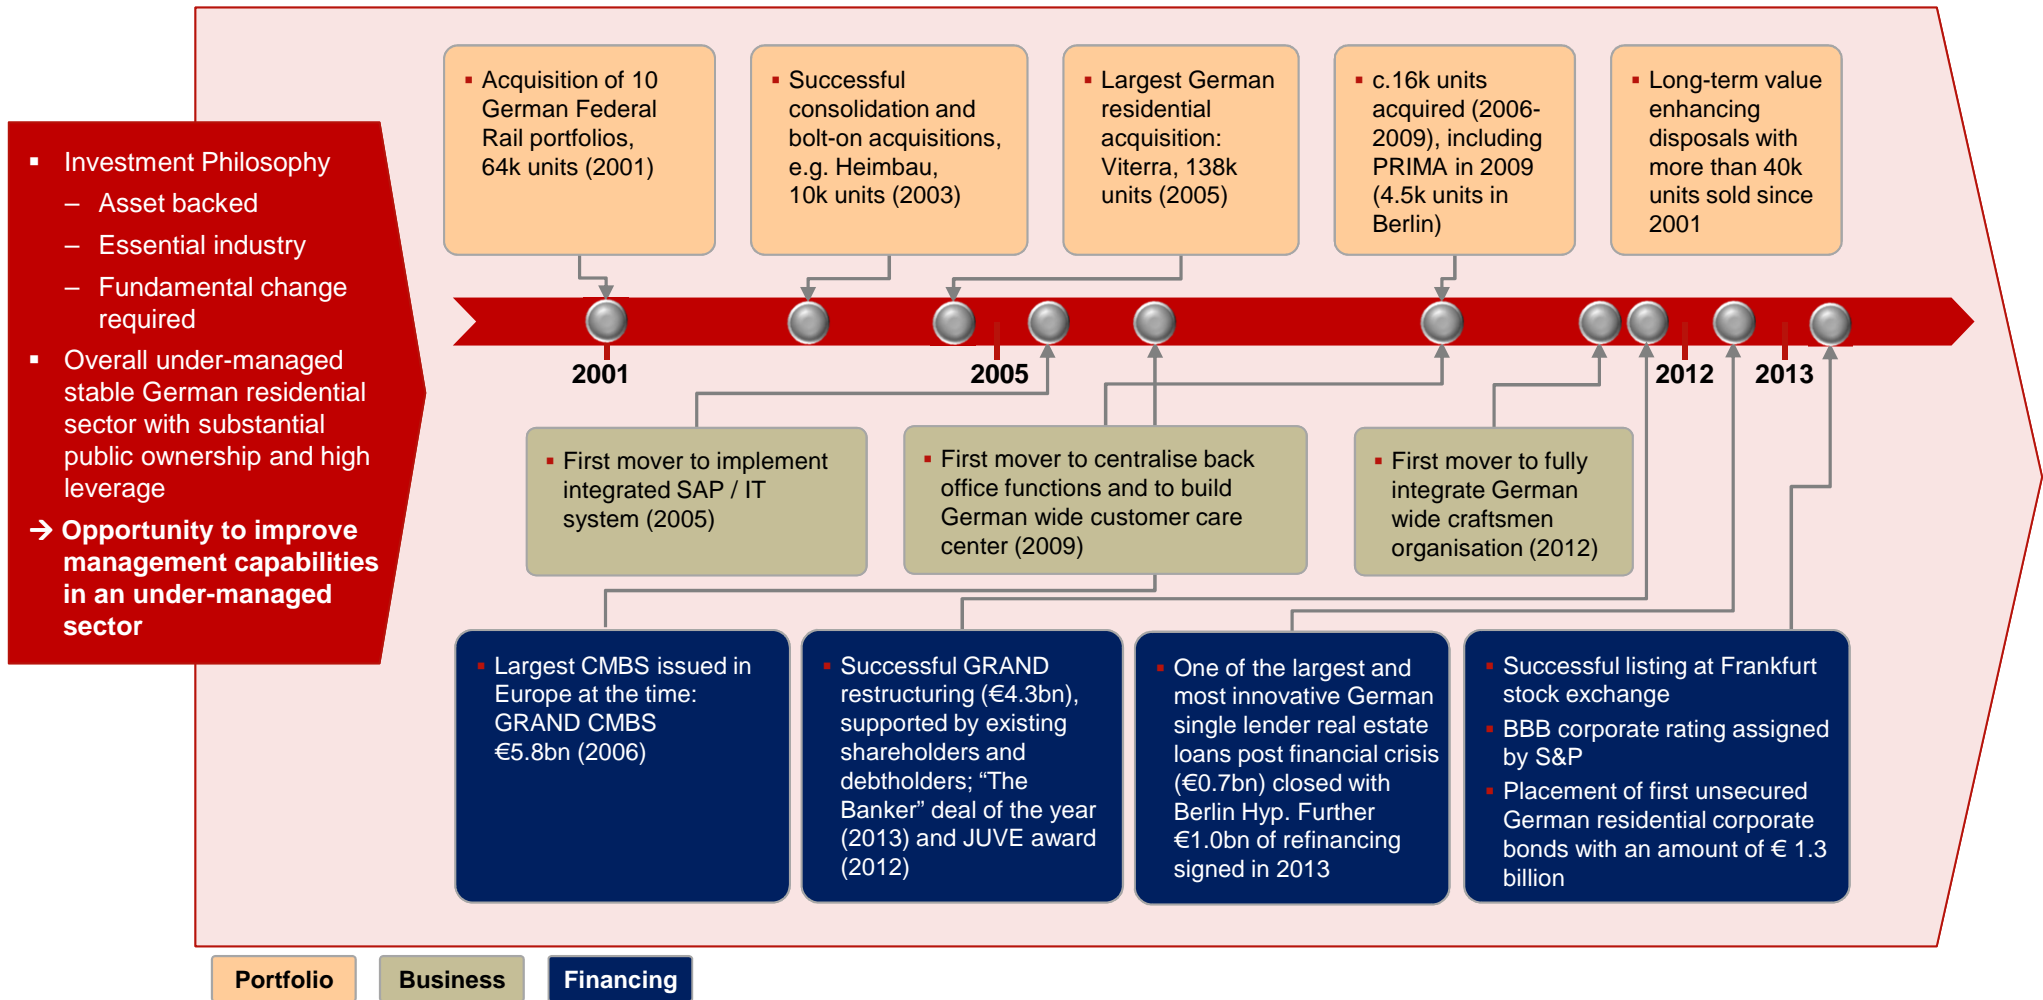 ▪ Investment Philosophy
– Asset backed
– Essential industry
– Fundamental change
required
▪ Overall under-managed
stable German residential
sector with substantial
public ownership and high
leverage
→ Opportunity to improve
management capabilities
in an under-managed
sector
▪ Acquisition of 10
German Federal
Rail portfolios,
64k units (2001)
▪ Successful
consolidation and
bolt-on acquisitions,
e.g. Heimbau,
10k units (2003)
▪ Largest German
residential
acquisition:
Viterra, 138k
units (2005)
▪ c.16k units
acquired (2006-
2009), including
PRIMA in 2009
(4.5k units in
Berlin)
▪ Long-term value
enhancing
disposals with
more than 40k
units sold since
2001
2001
2005
2012
2013
▪ First mover to implement
integrated SAP / IT
system (2005)
▪ First mover to centralise back
office functions and to build
German wide customer care
center (2009)
▪ First mover to fully
integrate German
wide craftsmen
organisation (2012)
▪ Largest CMBS issued in
Europe at the time:
GRAND CMBS
€5.8bn (2006)
▪ Successful GRAND
restructuring (€4.3bn),
supported by existing
shareholders and
debtholders; “The
Banker” deal of the year
(2013) and JUVE award
(2012)
▪ One of the largest and
most innovative German
single lender real estate
loans post financial crisis
(€0.7bn) closed with
Berlin Hyp. Further
€1.0bn of refinancing
signed in 2013
▪ Successful listing at Frankfurt
stock exchange
▪ BBB corporate rating assigned
by S&P
▪ Placement of first unsecured
German residential corporate
bonds with an amount of € 1.3
billion
Portfolio
Business
Financing